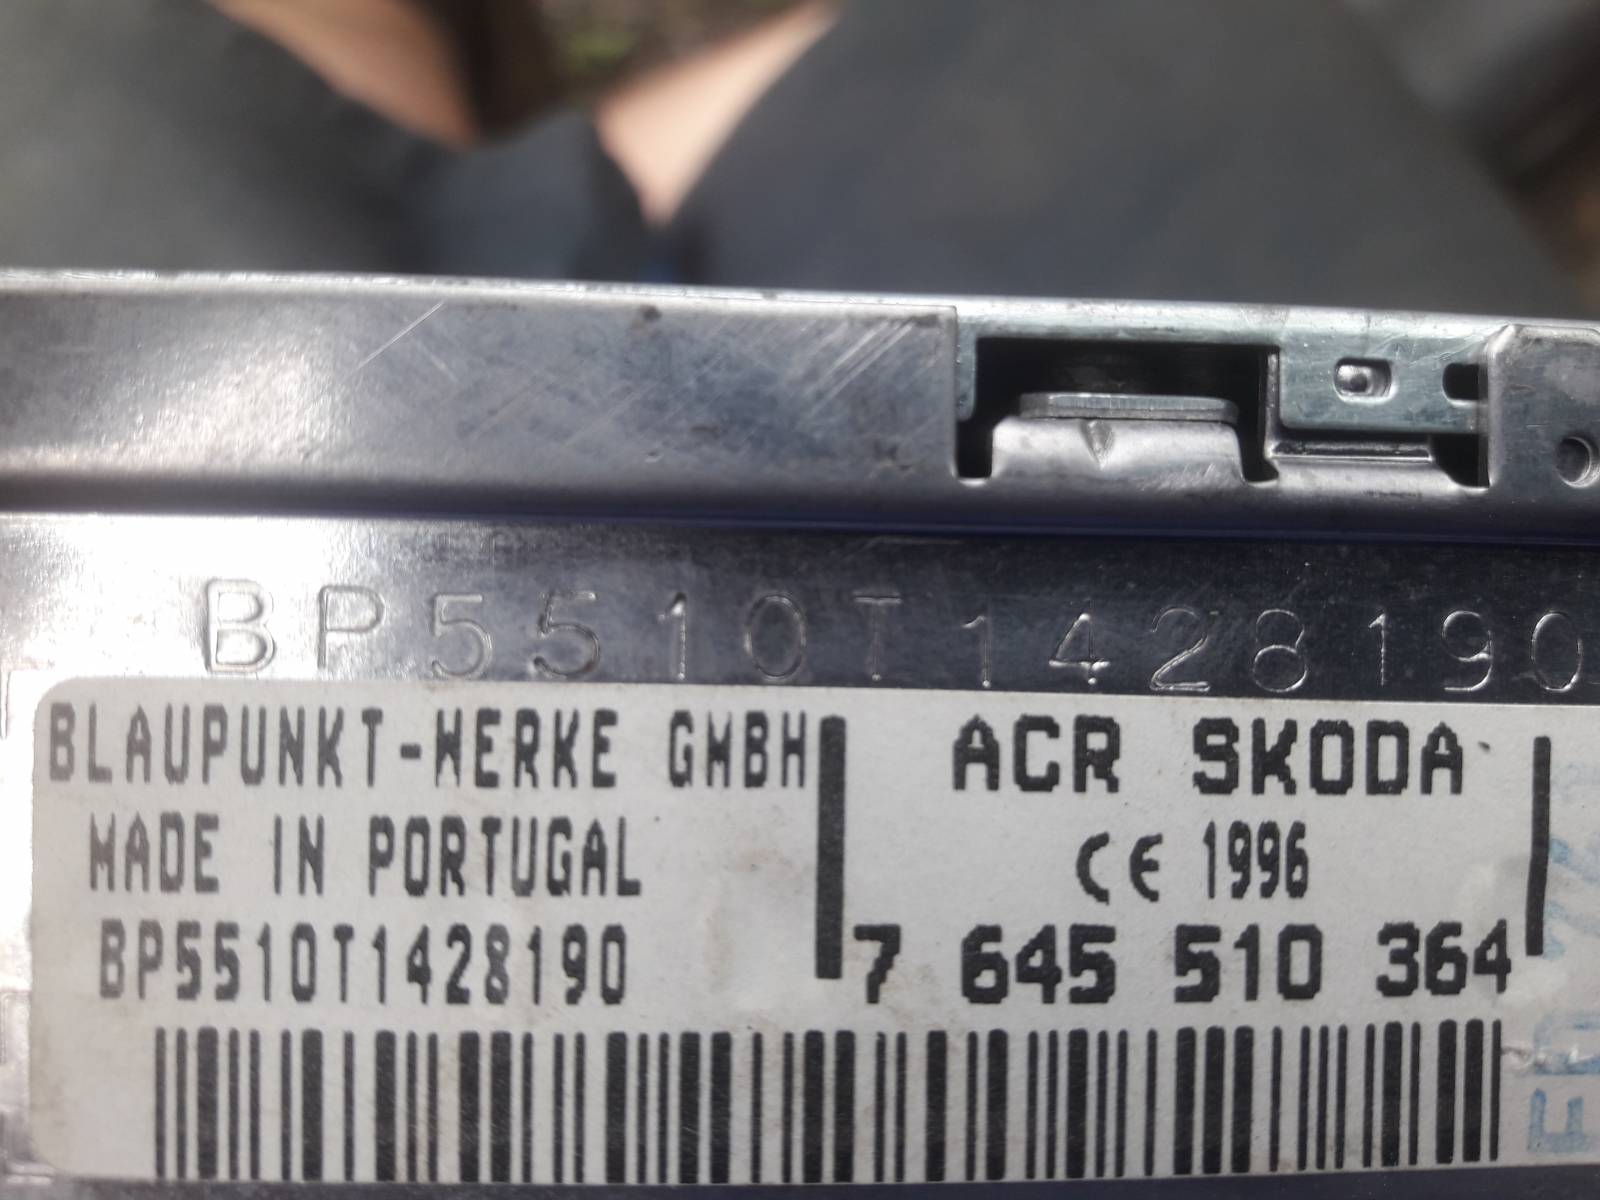 BP5510T1428190
BLAUPUNKT-WERKE GMBH
MADE IN PORTUGAL
BP5510T1428190
ACR SKODA
CE 1996
7 645 510 364